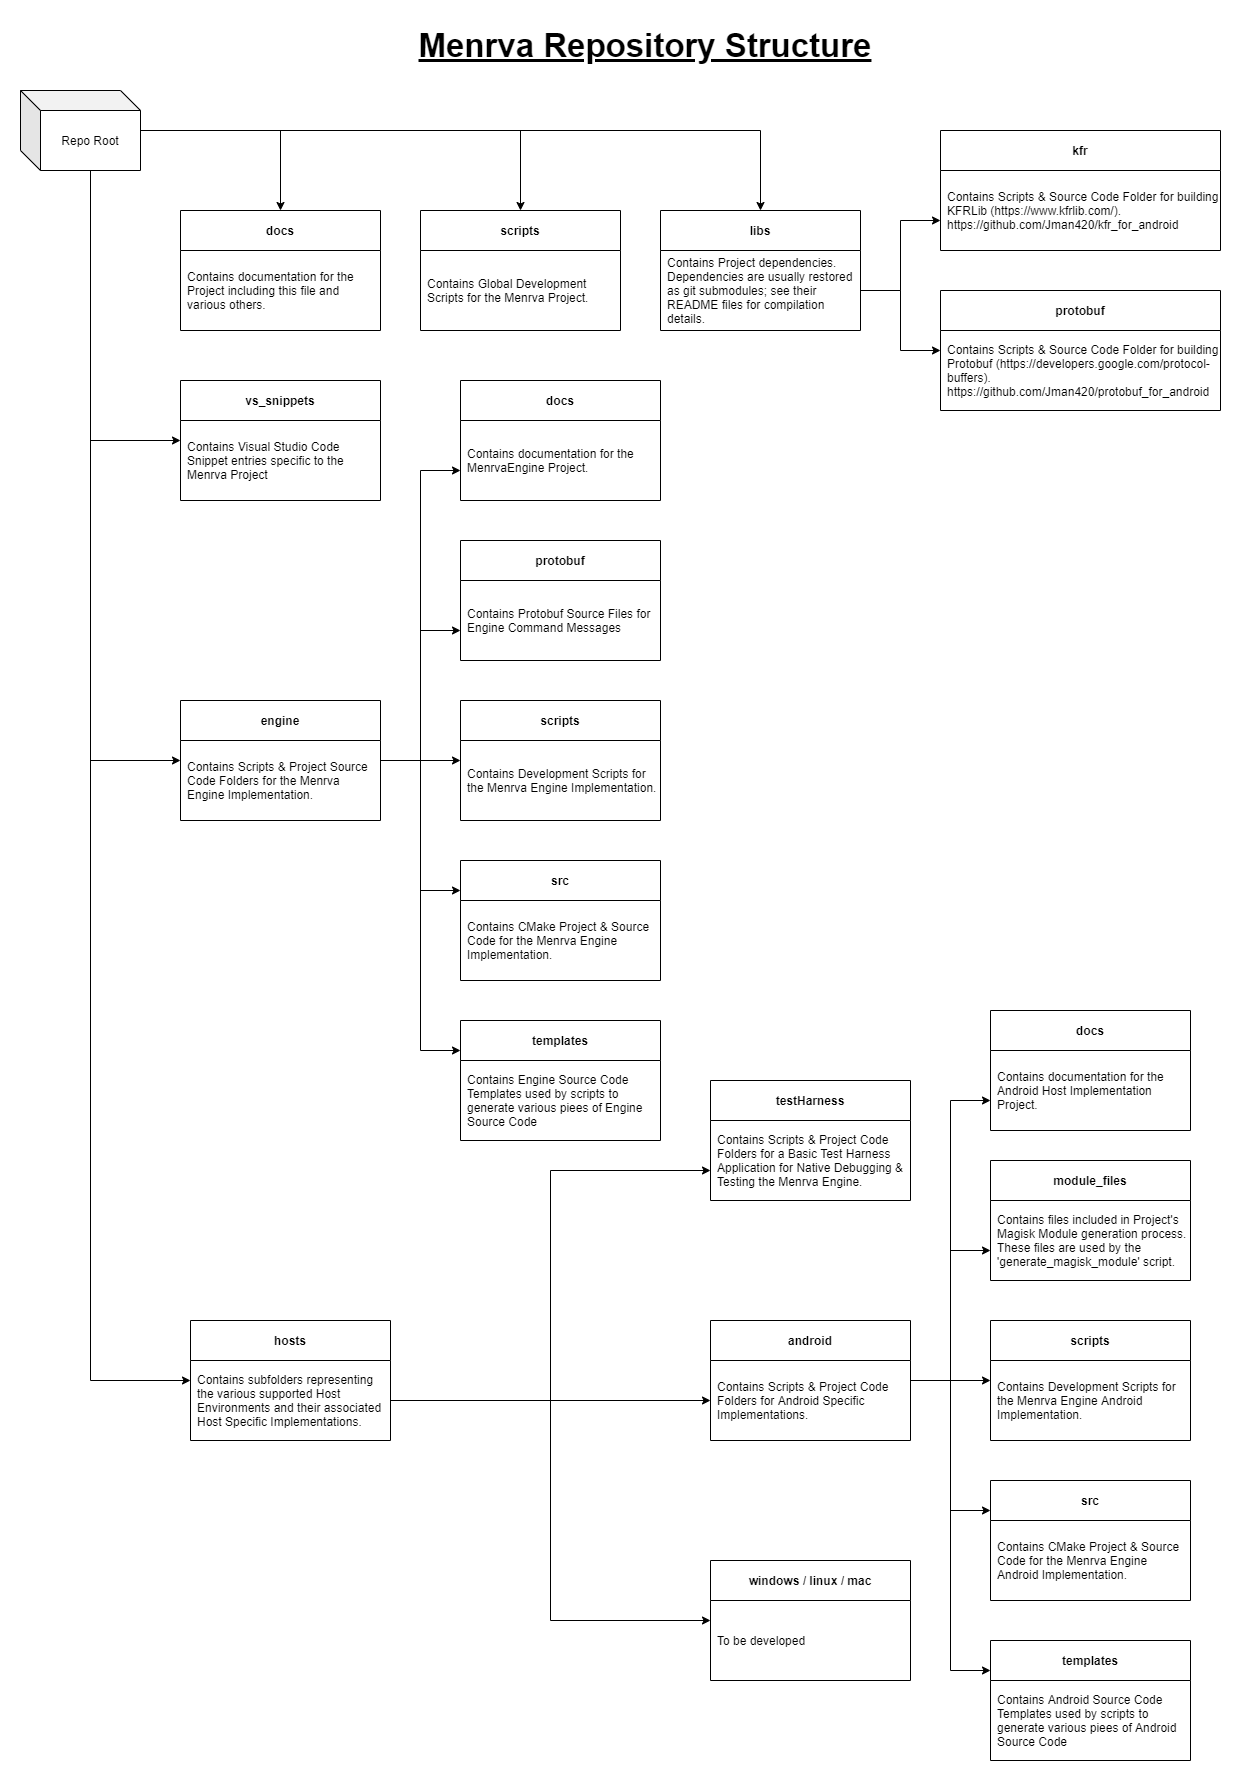 Menrva Repository Structure
Repo Root
docs
Contains documentation for the
Project including this file and
various others.
scripts
Contains Global Development
Scripts for the Menrva Project.
libs
Contains Project dependencies.
Dependencies are usually restored
as git submodules; see their
README files for compilation
details.
kfr
Contains Scripts & Source Code Folder for building
KFRLib (https://www.kfrlib.com/).
https://github.com/Jman420/kfr_for_android
protobuf
Contains Scripts & Source Code Folder for building
Protobuf (https://developers.google.com/protocol-
buffers).
https://github.com/Jman420/protobuf_for_android
vs_snippets
Contains Visual Studio Code
Snippet entries specific to the
Menrva Project
docs
Contains documentation for the
MenrvaEngine Project.
protobuf
Contains Protobuf Source Files for
Engine Command Messages
engine
Contains Scripts & Project Source
Code Folders for the Menrva
Engine Implementation.
scripts
Contains Development Scripts for
the Menrva Engine Implementation.
src
Contains CMake Project & Source
Code for the Menrva Engine
Implementation.
templates
Contains Engine Source Code
Templates used by scripts to
generate various piees of Engine
Source Code
testHarness
Contains Scripts & Project Code
Folders for a Basic Test Harness
Application for Native Debugging &
Testing the Menrva Engine.
docs
Contains documentation for the
Android Host Implementation
Project.
module_files
Contains files included in Project's
Magisk Module generation process.
These files are used by the
'generate_magisk_module' script.
hosts
Contains subfolders representing
the various supported Host
Environments and their associated
Host Specific Implementations.
android
Contains Scripts & Project Code
Folders for Android Specific
Implementations.
scripts
Contains Development Scripts for
the Menrva Engine Android
Implementation.
src
Contains CMake Project & Source
Code for the Menrva Engine
Android Implementation.
windows / linux / mac
To be developed
templates
Contains Android Source Code
Templates used by scripts to
generate various piees of Android
Source Code